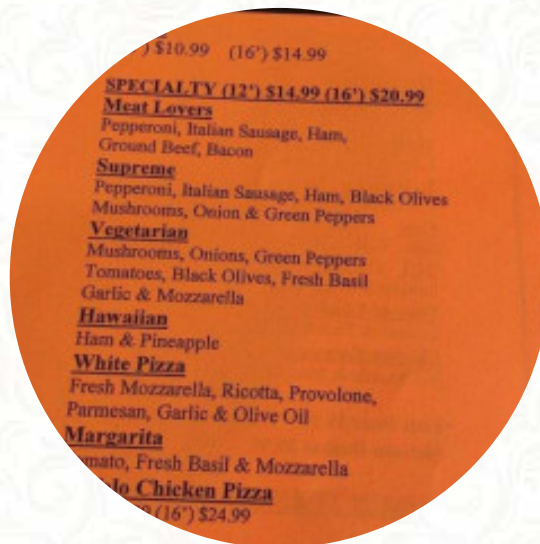 ) $10.99 (16') $14.99
SPECIALTY (12') $14.99 (16') $20.99
Meat Lovers
Pepperoni, Italian Sausage, Ham,
Ground Beef, Bacon
Supreme
Pepperoni, Italian Sausage, Ham, Black Olives
Mushrooms, Onion & Green Peppers
Vegetarian
Mushrooms, Onions, Green Peppers
Tomatoes, Black Olives, Fresh Basil
Garlic & Mozzarella
Hawaiian
Ham & Pineapple
White Pizza
Fresh Mozzarella, Ricotta, Provolone,
Parmesan, Garlic & Olive Oil
Margarita
Fresh Basil & Mozzarella
Chicken Pizza
(16') $24.99